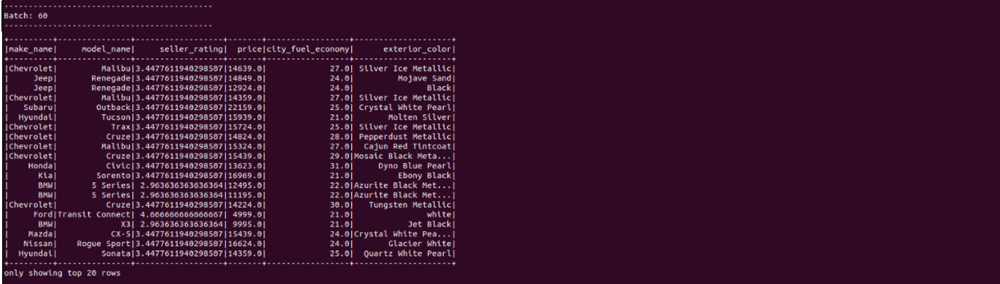 -------------------------------------------
Batch: 60
-------------------------------------------
+---------+---------------+------------------+-------+-----------------+--------------------+
|make_name|     model_name|     seller_rating|  price|city_fuel_economy|      exterior_color|
+---------+---------------+------------------+-------+-----------------+--------------------+
|Chevrolet|         Malibu|3.4477611940298507|14639.0|             27.0| Silver Ice Metallic|
|     Jeep|       Renegade|3.4477611940298507|14849.0|             24.0|         Mojave Sand|
|     Jeep|       Renegade|3.4477611940298507|12924.0|             24.0|               Black|
|Chevrolet|         Malibu|3.4477611940298507|14359.0|             27.0| Silver Ice Metallic|
|   Subaru|        Outback|3.4477611940298507|22159.0|             25.0| Crystal White Pearl|
|  Hyundai|         Tucson|3.4477611940298507|15939.0|             21.0|       Molten Silver|
|Chevrolet|           Trax|3.4477611940298507|15724.0|             25.0| Silver Ice Metallic|
|Chevrolet|          Cruze|3.4477611940298507|14824.0|             28.0| Pepperdust Metallic|
|Chevrolet|         Malibu|3.4477611940298507|15324.0|             27.0|  Cajun Red Tintcoat|
|Chevrolet|          Cruze|3.4477611940298507|15439.0|             29.0|Mosaic Black Meta...|
|    Honda|          Civic|3.4477611940298507|13623.0|             31.0|     Dyno Blue Pearl|
|      Kia|        Sorento|3.4477611940298507|16969.0|             21.0|         Ebony Black|
|      BMW|       5 Series| 2.963636363636364|12495.0|             22.0|Azurite Black Met...|
|      BMW|       5 Series| 2.963636363636364|11195.0|             22.0|Azurite Black Met...|
|Chevrolet|          Cruze|3.4477611940298507|14224.0|             30.0|   Tungsten Metallic|
|     Ford|Transit Connect| 4.666666666666667| 4999.0|             21.0|               white|
|      BMW|             X3| 2.963636363636364| 9995.0|             21.0|           Jet Black|
|    Mazda|           CX-5|3.4477611940298507|15439.0|             24.0|Crystal White Pea...|
|   Nissan|    Rogue Sport|3.4477611940298507|16624.0|             24.0|       Glacier White|
|  Hyundai|         Sonata|3.4477611940298507|14359.0|             25.0|  Quartz White Pearl|
+---------+---------------+------------------+-------+-----------------+--------------------+
only showing top 20 rows